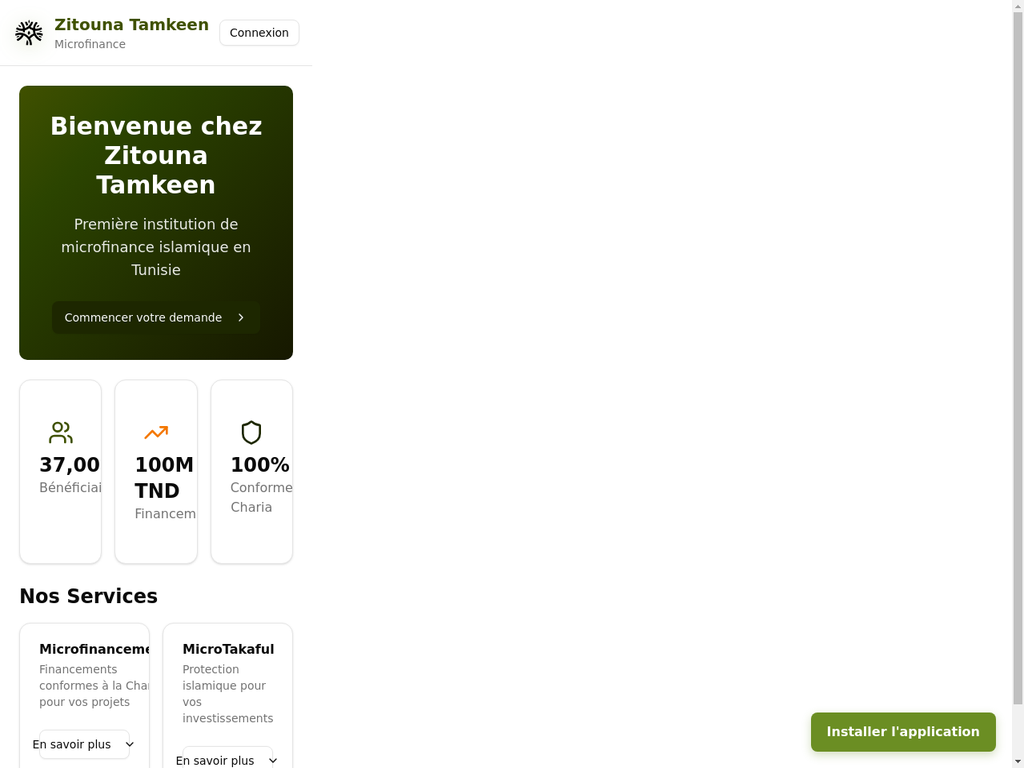 Zitouna Tamkeen
Microfinance
Connexion
Bienvenue chez
Zitouna
Tamkeen
Première institution de
microfinance islamique en
Tunisie
Commencer votre demande
37,00
Bénéficiai
100M
TND
Financem
100%
Conforme
Charia
Nos Services
Microfinanceme
Financements
conformes à la Char
pour vos projets
En savoir plus
MicroTakaful
Protection
islamique pour
vos
investissements
En savoir plus
Installer l'application